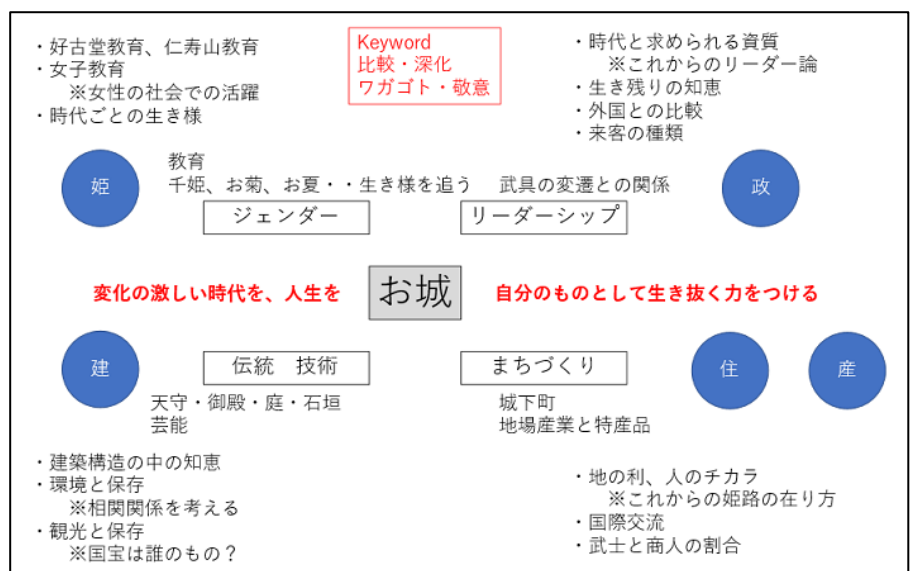 ・好古堂教育、仁寿山教育
・女子教育
※女性の社会での活躍
・時代ごとの生き様
Keyword
比較・深化
ワガゴト・敬意
・時代と求められる資質
※これからのリーダー論
・生き残りの知恵
・外国との比較
・来客の種類
姫
教育
千姫、お菊、お夏・・生き様を追う
ジェンダー
武具の変遷との関係
リーダーシップ
政
変化の激しい時代を、人生を
お城
自分のものとして生き抜く力をつける
建
伝統 技術
天守・御殿・庭・石垣
芸能
まちづくり
城下町
地場産業と特産品
住
産
・建築構造の中の知恵
・環境と保存
※相関関係を考える
・観光と保存
※国宝は誰のもの？
・地の利、人のチカラ
※これからの姫路の在り方
・国際交流
・武士と商人の割合